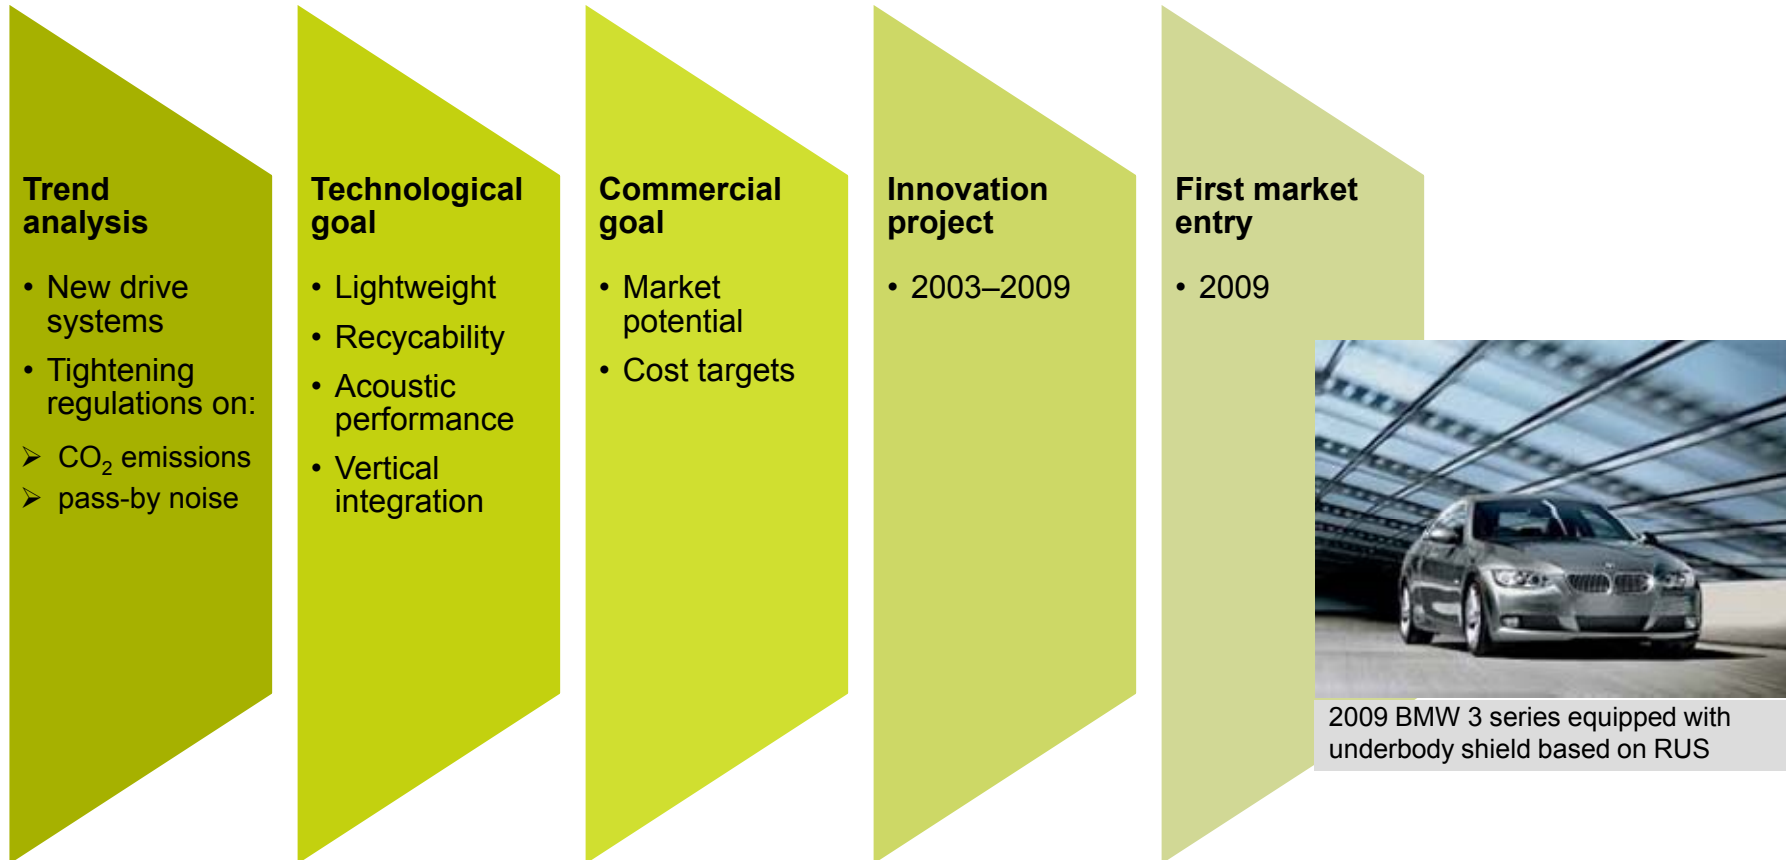 Trend
analysis
• New drive
systems
• Tightening
regulations on:
➢ CO₂ emissions
➢ pass-by noise
Technological
goal
• Lightweight
• Recycability
• Acoustic
performance
• Vertical
integration
Commercial
goal
• Market
potential
• Cost targets
Innovation
project
• 2003–2009
First market
entry
• 2009
2009 BMW 3 series equipped with
underbody shield based on RUS